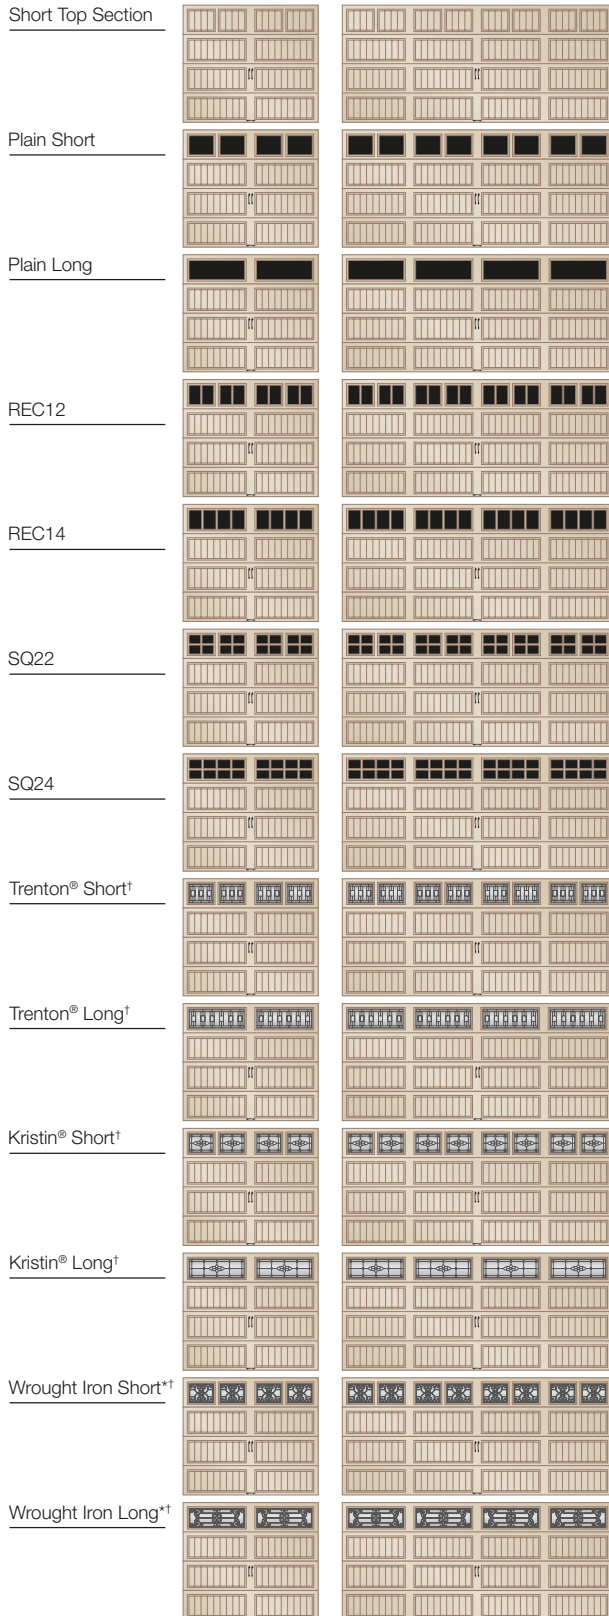 Short Top Section
Plain Short
Plain Long
REC12
REC14
SQ22
SQ24
Trenton® Short†
Trenton® Long†
Kristin® Short†
Kristin® Long†
Wrought Iron Short*†
Wrought Iron Long*†